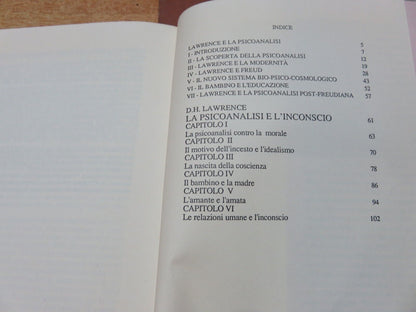 INDICE
LAWRENCE E LA PSICOANALISI 5
I - INTRODUZIONE 7
II - LA SCOPERTA DELLA PSICOANALISI 12
III - LAWRENCE E LA MODERNITÀ 19
IV - LAWRENCE E FREUD 28
V - IL NUOVO SISTEMA BIO-PSICO-COSMOLOGICO 43
VI - IL BAMBINO E L'EDUCAZIONE 52
VII - LAWRENCE E LA PSICOANALISI POST-FREUDIANA 57
D.H. LAWRENCE
LA PSICOANALISI E L'INCONSCIO 61
CAPITOLO I
La psicoanalisi contro la morale 63
CAPITOLO II
Il motivo dell'incesto e l'idealismo 70
CAPITOLO III
La nascita della coscienza 78
CAPITOLO IV
Il bambino e la madre 86
CAPITOLO V
L'amante e l'amata 94
CAPITOLO VI
Le relazioni umane e l'inconscio 102